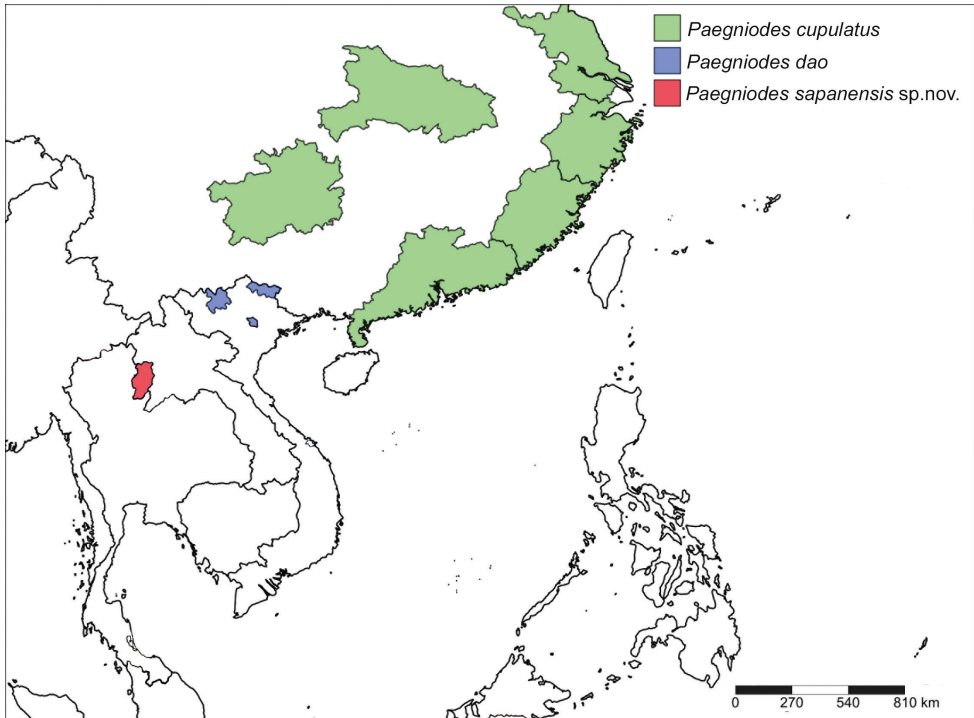 Paegniodes cupulatus
Paegniodes dao
Paegniodes sapanensis sp.nov.
0 270 540 810 km